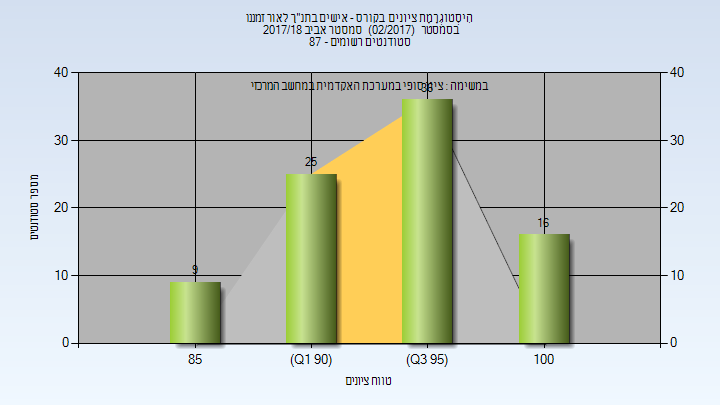 היסטוגרמת ציונים בקורס - אישים בתנ"ך לאור זמננו
בסמסטר (02/2017) סמסטר אביב 2017/18
סטודנטים רשומים - 87
במשימה : ציון סופי במערכת האקדמית במחשב המרכזי
40 40
30 30
20 20
10 10
0 0
9
25
36
16
מספר סטודנטים
85 (Q1 90) (Q3 95) 100
טווח ציונים